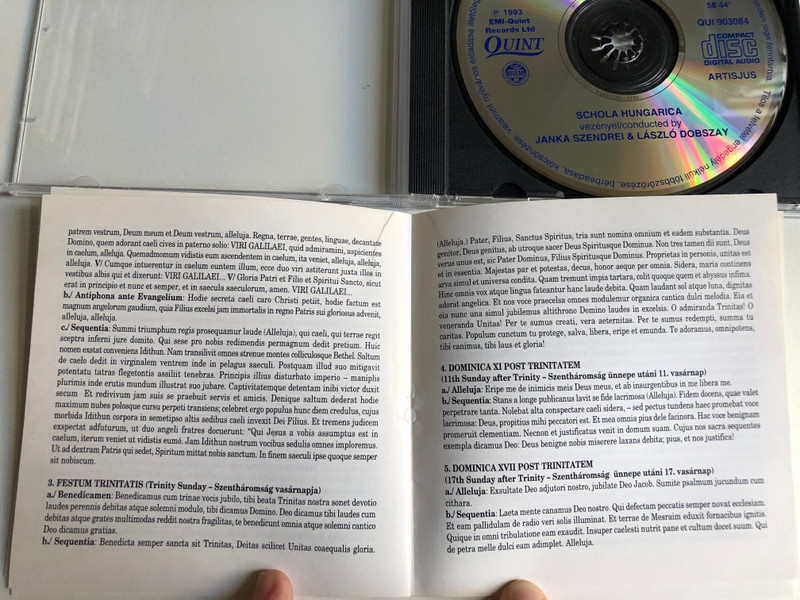 ℗ 1993
EMI-Quint
Records Ltd
QUINT
58'44"
QUI 903084
COMPACT
disc
DIGITAL AUDIO
ARTISJUS
SCHOLA HUNGARICA
vezényel/conducted by
JANKA SZENDREI & LÁSZLÓ DOBSZAY
patrem vestrum, Deum meum et Deum vestrum, alleluja. Regna, terrae, gentes, linguae, decantate
Domino, quem adorant caeli cives in paterno solio: VIRI GALILAEI, quid admiramini, aspicientes
in caelum, alleluja. Quemadmomum vidistis eum ascendentem in caelum, ita veniet, alleluja, alleluja,
alleluja. V/ Cumque intuerentur in caelum euntem illum, ecce duo viri astiterunt juxta illos in
vestibus albis qui et dixerunt: VIRI GALILAEI... V/ Gloria Patri et Filio et Spiritui Sancto, sicut
erat in principio et nunc et semper, et in saecula saeculorum, amen. VIRI GALILAEI...
b./ Antiphona ante Evangelium: Hodie secreta caeli caro Christi petiit, hodie factum est
magnum angelorum gaudium, quia Filius excelsi jam immortalis in regno Patri sui gloriosus advenit,
alleluja, alleluja.
c./ Sequentia: Summi triumphum regis prosequamur laude (Alleluja), qui caeli, qui terrae regit
sceptra inferni jure domito. Qui sese pro nobis redimendis permagnum dedit pretium. Huic
nomen exstat conveniens Idithun. Nam transilivit omnes strenue montes colliculosque Bethel. Saltum
de caelo dedit in virginalem ventrem inde in pelagus saeculi. Postquam illud suo mitigavit
potentatu tatras flegetontis assiliit tenebras. Principis illius disturbato imperio – maniplis
plurimis inde erutis mundum illustrat suo jubare. Captivitatemque detentam inibi victor duxit
secum Et redivivum jam suis se praebuit servis et amicis. Denique saltum dederat hodie
maximum nubes polosque cursu perpeti transiens; celebret ergo populus hunc diem credulus, cujus
morbida Idithun corpora in semetipso altis sedibus caeli invexit Dei Filius. Et tremens judicem
exspectat adfuturum, ut duo angeli fratres docuerunt: "Qui Jesus a vobis assumptus est in
caelum, iterum veniet ut vidistis eumó. Jam Idithun nostrum vocibus sedulis omnes imploremus.
Ut ad dextram Patris qui sedet, Spiritum mittat nobis sanctum. In finem saeculi ipse quoque semper
sit nobiscum.
3. FESTUM TRINITATIS (Trinity Sunday – Szentháromság vasárnapja)
a./ Benedicamen: Benedicamus cum trinae vocis jubilo, tibi beata Trinitas nostra sonet devotio
laudes perennis debitas atque solemni modulo, tibi dicamus Domino. Deo dicamus tibi laudes cum
debitas atque grates multimodas reddit nostra fragilitas, te benedicunt omnia atque solemni cantico
Deo dicamus gratias.
b./ Sequentia: Benedicta semper sancta sit Trinitas, Deitas scilicet Unitas coaequalis gloria.
(Alleluja.) Pater, Filius, Sanctus Spiritus, tria sunt nomina omnium et eadem substantia. Deus
genitor, Deus genitus, ab utroque sacer Deus Spiritusque Dominus. Non tres tamen dii sunt, Deus
verus unus est, sic Pater Dominus, Filius Spiritusque Dominus. Proprietas in personis, unitas est
et in essentia. Majestas par et potestas, decus, honor aeque per omnia. Sidera, maria continens
arva simul et universa condita. Quam tremunt impia tartara, colit quoque quem et abyssus infima.
Hinc omnis vox atque lingua fateantur hanc laude debita. Quam laudant sol atque luna, dignitas
adorat angelica. Et nos voce praecelsa omnes modulemur organica cantica dulci melodia. Eia et
eia nunc una simul jubilemus altithrono Domino laudes in excelsis. O admiranda Trinitas! O
veneranda Unitas! Per te sumus creati, vera aeternitas. Per te sumus redempti, summa tu
caritas. Populum cunctum tu protege, salva, libera, eripe et emunda. Te adoramus, omnipotens,
tibi canimus, tibi laus et gloria!
4. DOMINICA XI POST TRINITATEM
(11th Sunday after Trinity – Szentháromság ünnepe utáni 11. vasárnap)
a./ Alleluja: Eripe me de inimicis meis Deus meus, et ab insurgentibus in me libera me.
b./ Sequentia: Stans a longe publicanus lavit se fide lacrimosa (Alleluja). Fidem docens, quae valet
perpetrare tanta. Nolebat alta conspectare caeli sidera, – sed pectus tundens haec promebat voce
lacrimosa: Deus, propitius mihi peccatori est. Et mea omnia pius dele facinora. Hac voce benignam
promeruit clementiam. Necnon et justificatus venit in domum suam. Cujus nos sacra sequentes
exempla dicamus Deo: Deus benigne nobis miserere laxans debita; pius, et nos justifica!
5. DOMINICA XVII POST TRINITATEM
(17th Sunday after Trinity – Szentháromság ünnepe utáni 17. vasárnap)
a./ Alleluja: Exsultate Deo adjutori nostro, jubilate Deo Jacob. Sumite psalmum jucundum cum
cithara.
b./ Sequentia: Laeta mente canamus Deo nostro. Qui defectam peccatis semper novat ecclesiam.
Et eam pallidulam de radio veri solis illuminat. Et terrae de Mesraim eduxit fornacibus ignitis.
Quique in omni tribulatione eam exaudit. Insuper caelesti nutrit pane et cultum docet suum. Qui
de petra melle dulci eam adimplet. Alleluja.